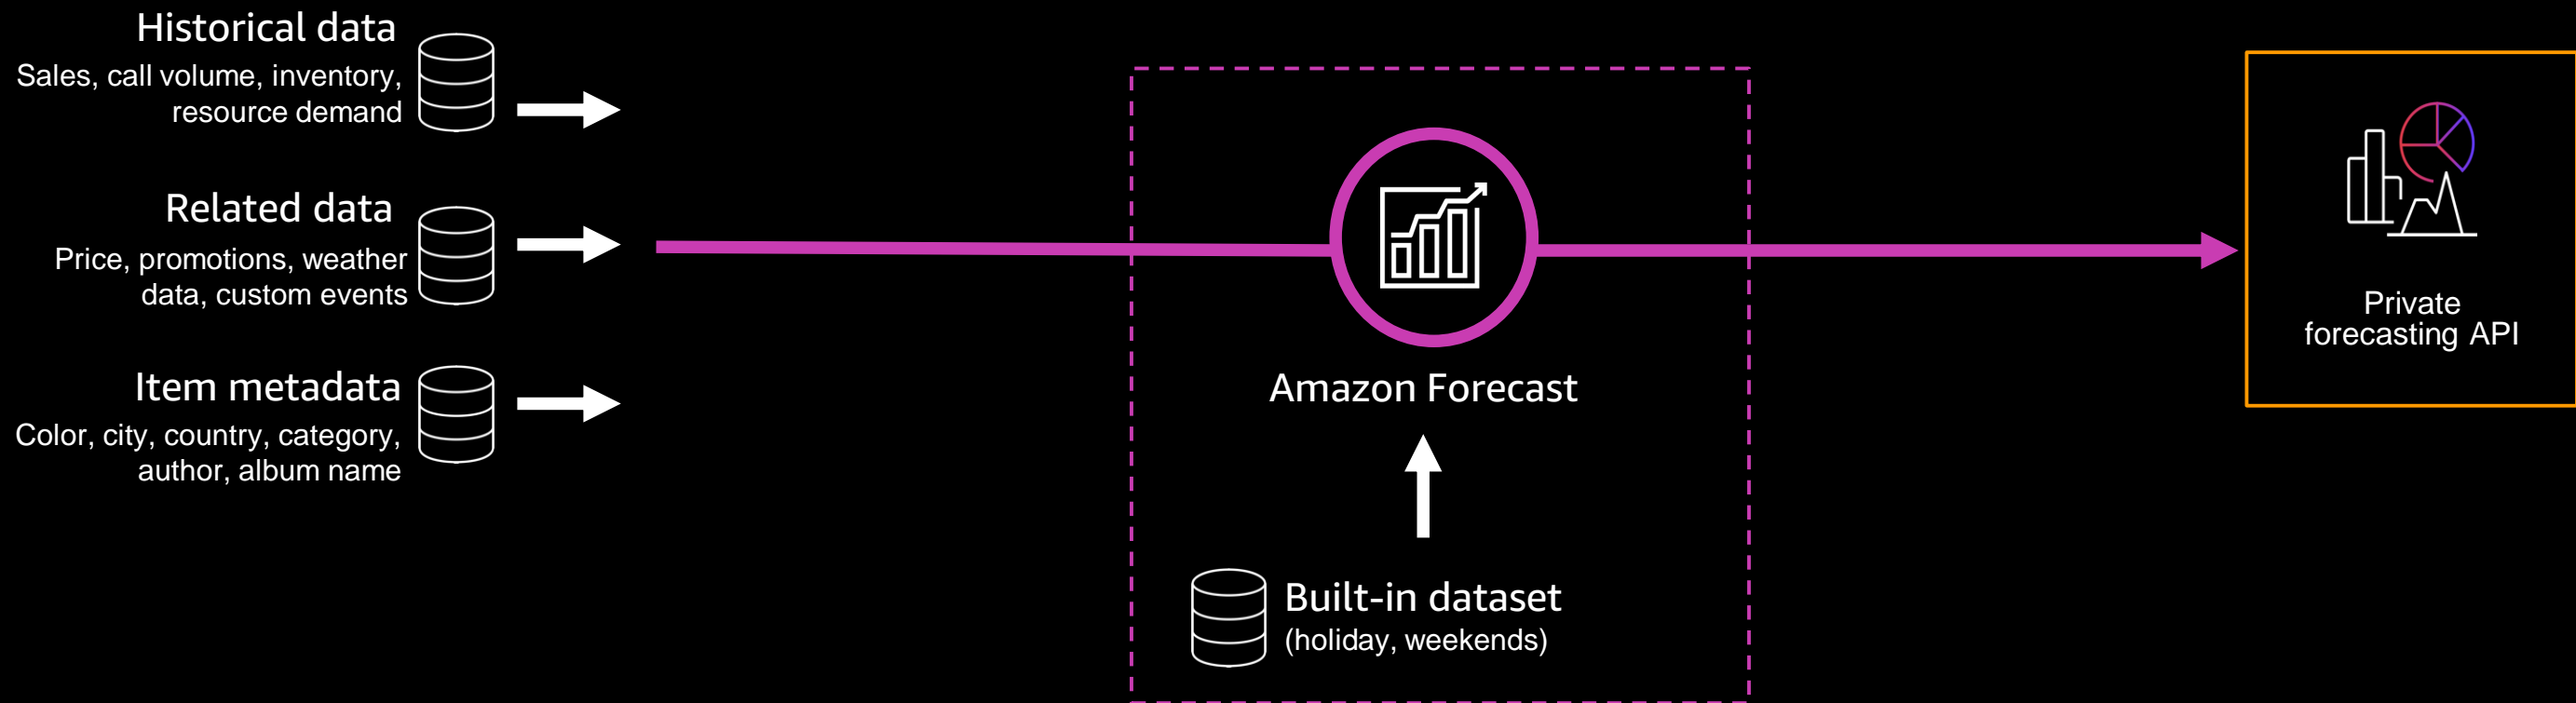 Historical data
Sales, call volume, inventory,
resource demand
Related data
Price, promotions, weather
data, custom events
Item metadata
Color, city, country, category,
author, album name
Amazon Forecast
Built-in dataset
(holiday, weekends)
Private
forecasting API